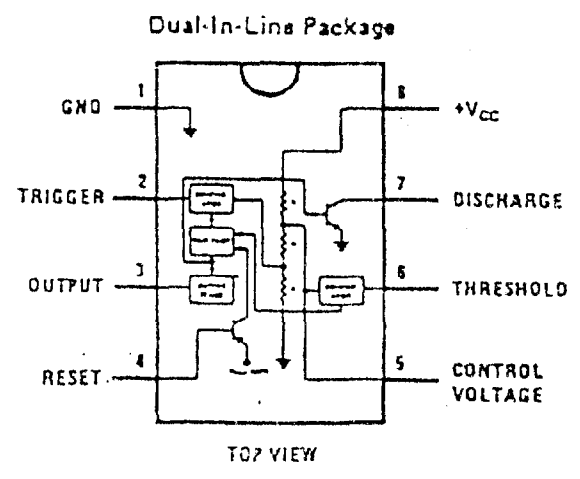 Dual-In-Line Package
1
8
GND
+VCC
2
7
TRIGGER
DISCHARGE
3
6
OUTPUT
THRESHOLD
4
5
RESET
CONTROL
VOLTAGE
R
R
R
TOP VIEW